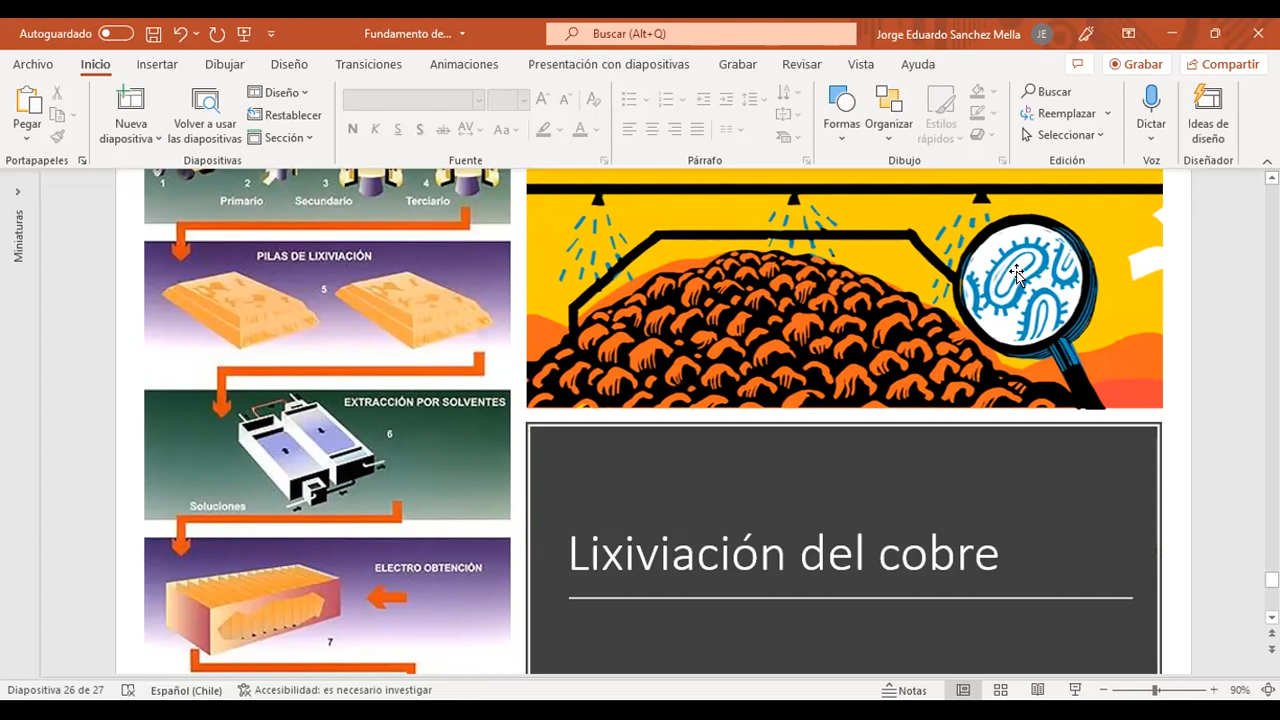 Autoguardado
Fundamento de...
Buscar (Alt+Q)
Jorge Eduardo Sanchez Mella
JE
Archivo
Inicio
Insertar
Dibujar
Diseño
Transiciones
Animaciones
Presentación con diapositivas
Grabar
Revisar
Vista
Ayuda
Grabar
Compartir
Pegar
Nueva
diapositiva
Volver a usar
las diapositivas
Diseño
Restablecer
Sección
N
K
S
S
ab
AV
Aa
A
A
A
Formas
Organizar
Estilos
rápidos
Buscar
Reemplazar
Seleccionar
Dictar
Ideas de
diseño
Portapapeles
Diapositivas
Fuente
Párrafo
Dibujo
Edición
Voz
Diseñador
Miniaturas
1
2
3
4
Primario
Secundario
Terciario
PILAS DE LIXIVIACIÓN
5
EXTRACCIÓN POR SOLVENTES
6
Soluciones
ELECTRO OBTENCIÓN
7
Lixiviación del cobre
Diapositiva 26 de 27
Español (Chile)
Accesibilidad: es necesario investigar
Notas
90%